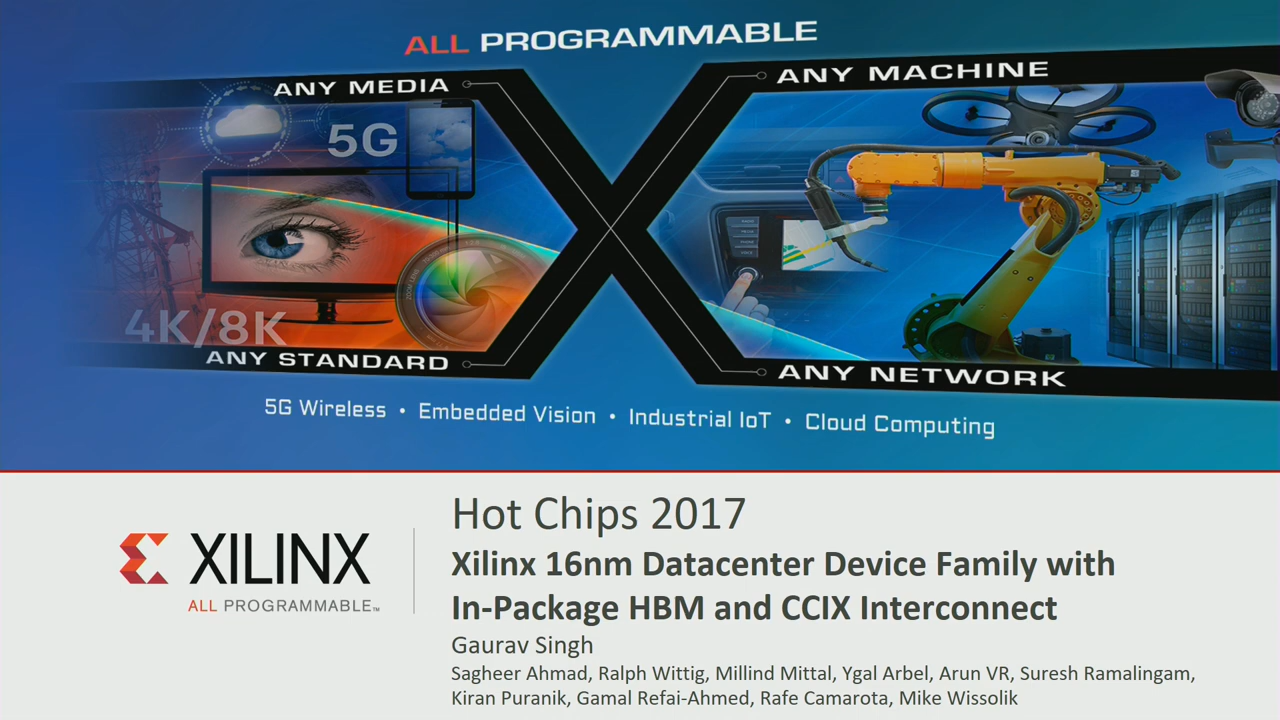 ALL PROGRAMMABLE
ANY MEDIA
ANY MACHINE
5G
4K/8K
ANY STANDARD
ANY NETWORK
5G Wireless • Embedded Vision • Industrial IoT • Cloud Computing
XILINX
ALL PROGRAMMABLE™
Hot Chips 2017
Xilinx 16nm Datacenter Device Family with
In-Package HBM and CCIX Interconnect
Gaurav Singh
Sagheer Ahmad, Ralph Wittig, Millind Mittal, Ygal Arbel, Arun VR, Suresh Ramalingam,
Kiran Puranik, Gamal Refai-Ahmed, Rafe Camarota, Mike Wissolik